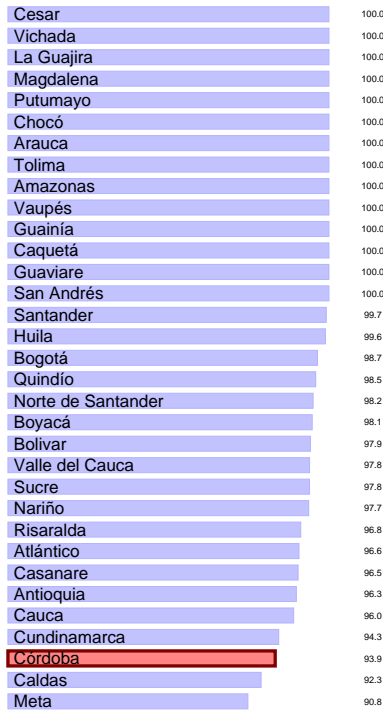 Cesar 100.0
Vichada 100.0
La Guajira 100.0
Magdalena 100.0
Putumayo 100.0
Chocó 100.0
Arauca 100.0
Tolima 100.0
Amazonas 100.0
Vaupés 100.0
Guainía 100.0
Caquetá 100.0
Guaviare 100.0
San Andrés 100.0
Santander 99.7
Huila 99.6
Bogotá 98.7
Quindío 98.5
Norte de Santander 98.2
Boyacá 98.1
Bolivar 97.9
Valle del Cauca 97.8
Sucre 97.8
Nariño 97.7
Risaralda 96.8
Atlántico 96.6
Casanare 96.5
Antioquia 96.3
Cauca 96.0
Cundinamarca 94.3
Córdoba 93.9
Caldas 92.3
Meta 90.8